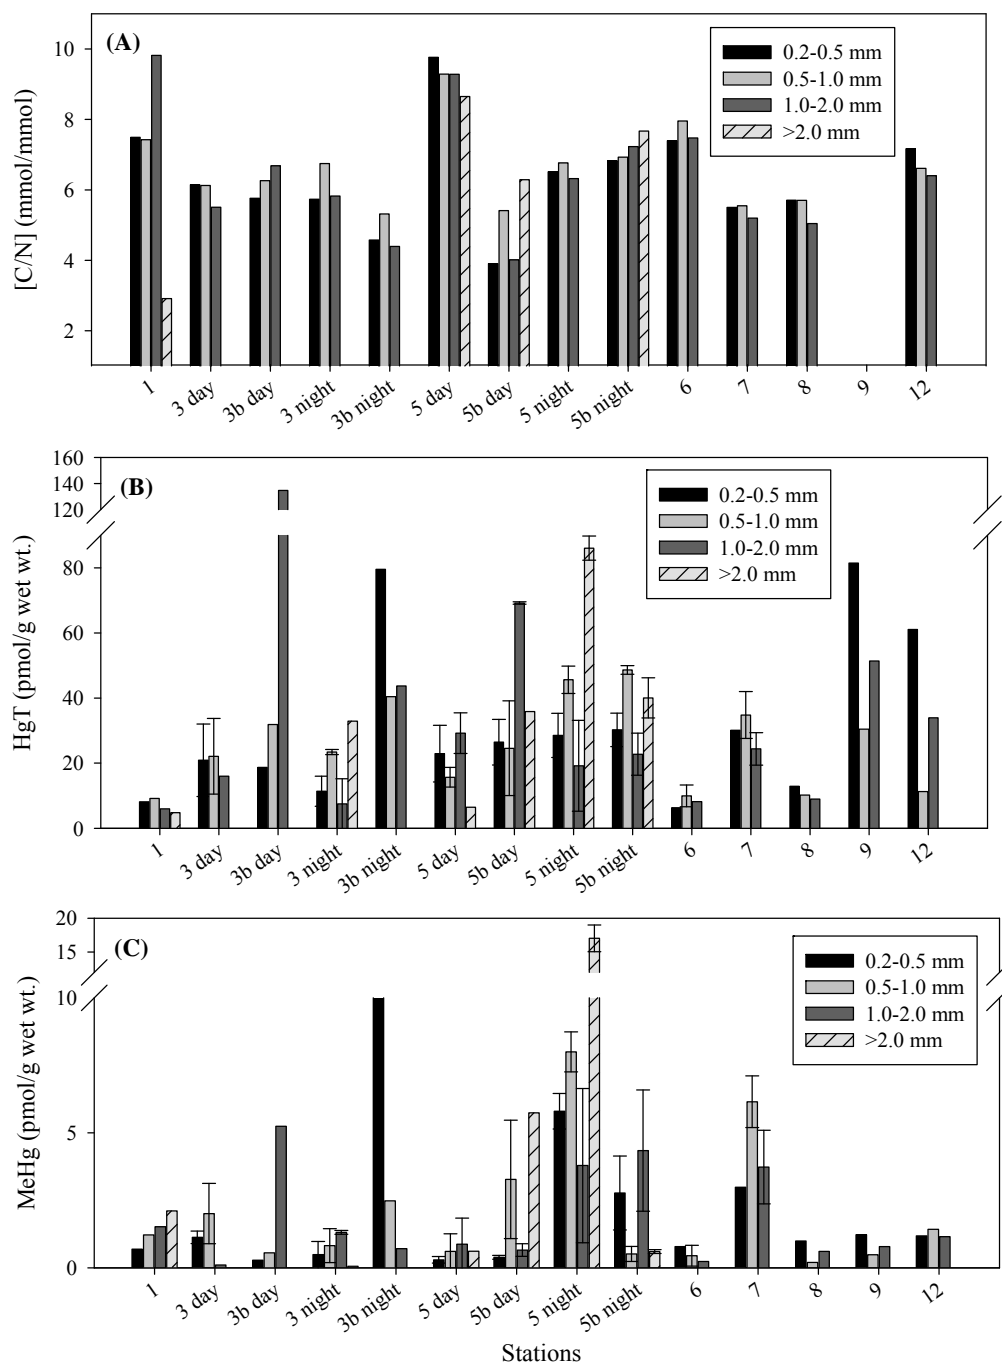 (A)
0.2-0.5 mm
0.5-1.0 mm
1.0-2.0 mm
>2.0 mm
[C/N] (mmol/mmol)
10
8
6
4
2
1
3 day
3b day
3 night
3b night
5 day
5b day
5 night
5b night
6
7
8
9
12
(B)
0.2-0.5 mm
0.5-1.0 mm
1.0-2.0 mm
>2.0 mm
HgT (pmol/g wet wt.)
160
140
120
80
60
40
20
0
1
3 day
3b day
3 night
3b night
5 day
5b day
5 night
5b night
6
7
8
9
12
(C)
0.2-0.5 mm
0.5-1.0 mm
1.0-2.0 mm
>2.0 mm
MeHg (pmol/g wet wt.)
20
15
10
5
0
1
3 day
3b day
3 night
3b night
5 day
5b day
5 night
5b night
6
7
8
9
12
Stations